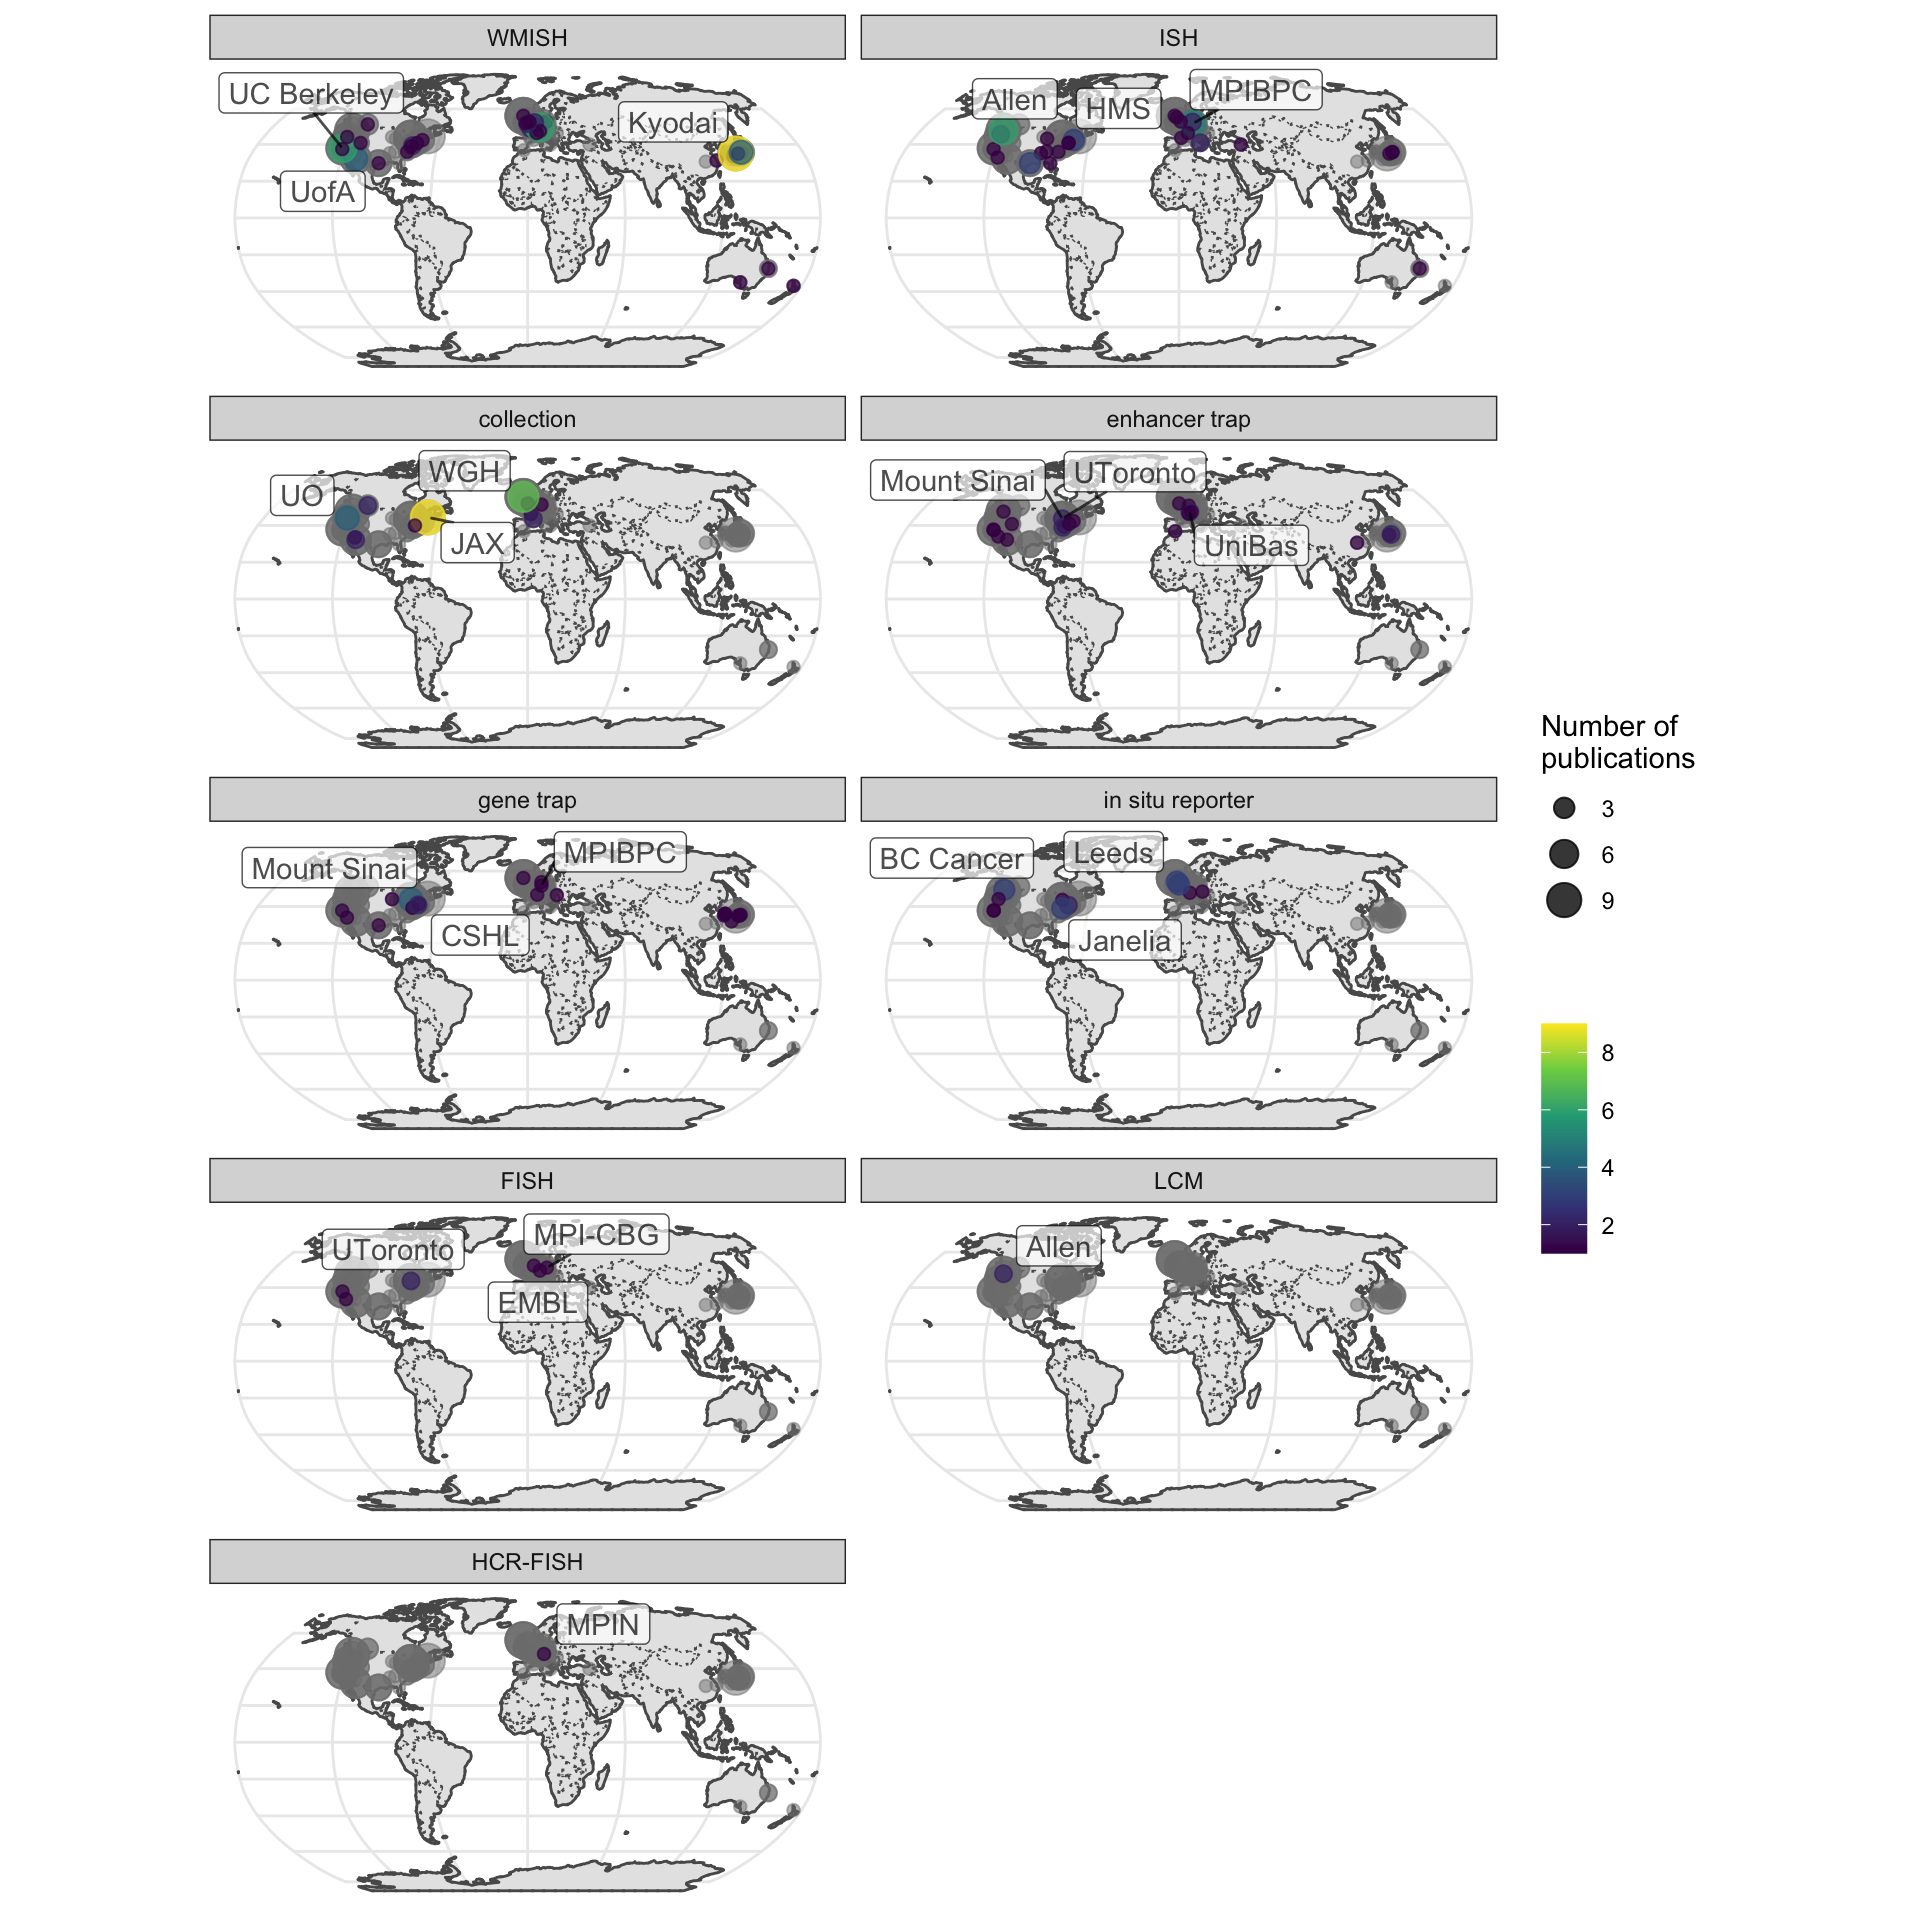 WMISH
ISH
UC Berkeley
Kyodai
UofA
Allen
HMS
MPIBPC
collection
enhancer trap
UO
WGH
JAX
Mount Sinai
UToronto
UniBas
gene trap
in situ reporter
Mount Sinai
MPIBPC
CSHL
BC Cancer
Leeds
Janelia
FISH
LCM
UToronto
MPI-CBG
EMBL
Allen
HCR-FISH
MPIN
Number of
publications
3
6
9
8
6
4
2